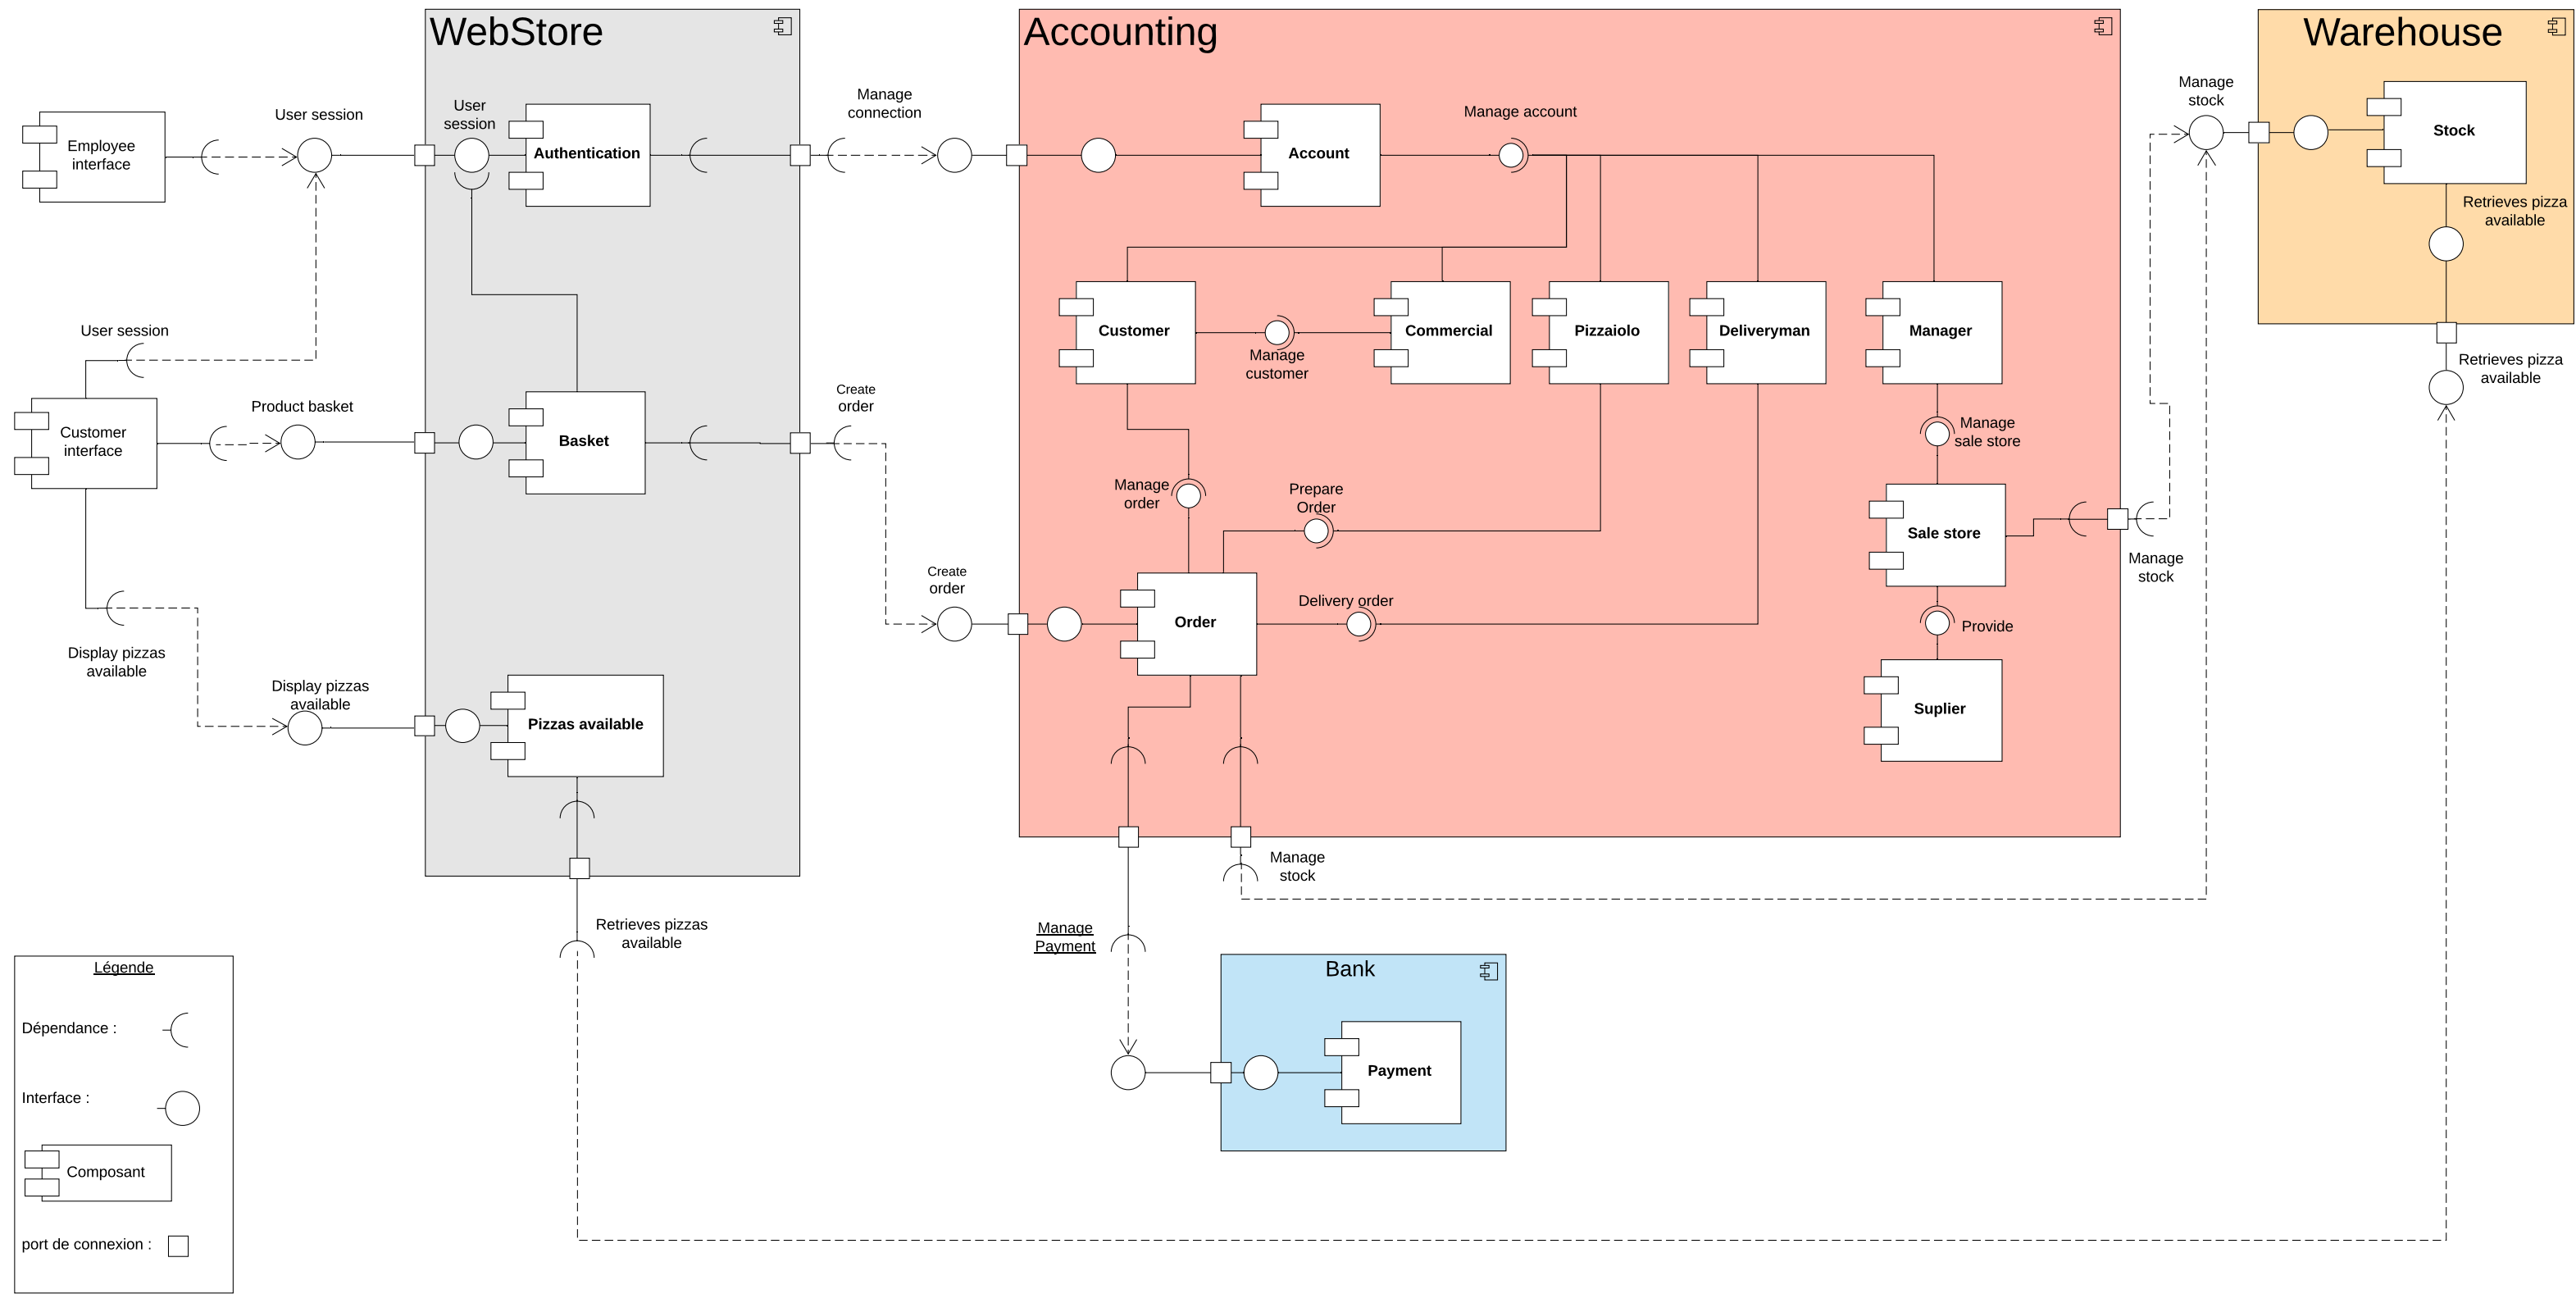 WebStore
Accounting
Warehouse
Employee
interface
User session
User
session
Authentication
Manage
connection
Account
Manage account
Manage
stock
Stock
Retrieves pizza
available
Retrieves pizza
available
User session
Customer
interface
Product basket
Basket
Create
order
Customer
Manage
customer
Commercial
Pizzaiolo
Deliveryman
Manager
Manage
sale store
Manage
order
Prepare
Order
Sale store
Manage
stock
Create
order
Order
Delivery order
Provide
Suplier
Display pizzas
available
Display pizzas
available
Pizzas available
Manage
stock
Retrieves pizzas
available
Manage
Payment
Bank
Payment
Légende
Dépendance :
Interface :
Composant
port de connexion :